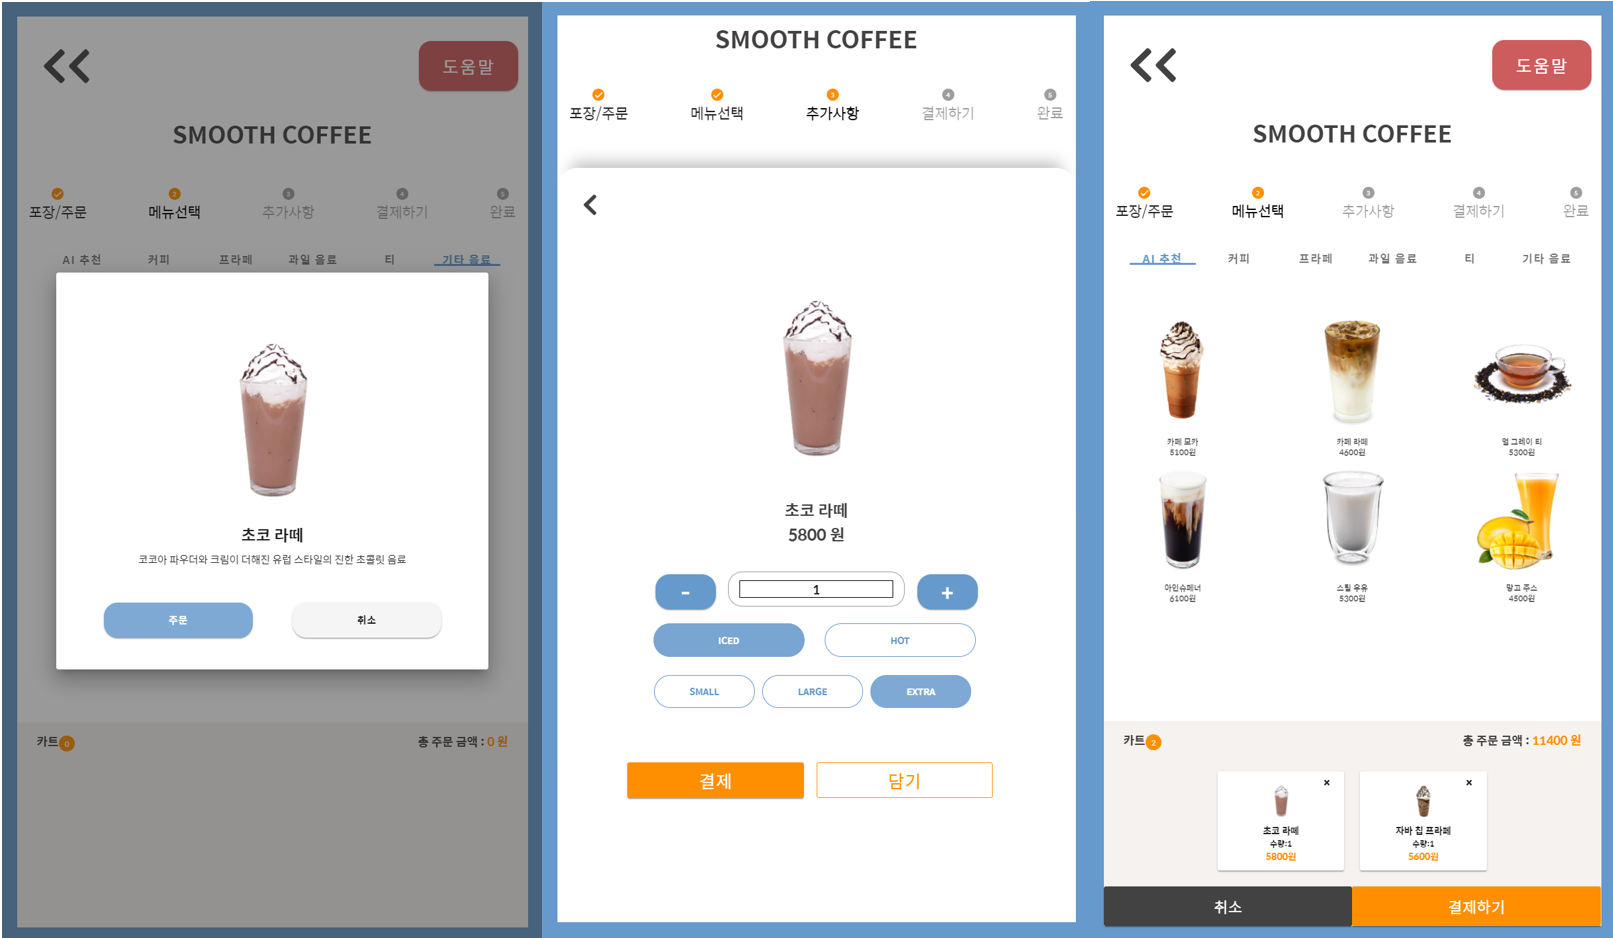 도움말
SMOOTH COFFEE
2
3
4
5
포장/주문
메뉴선택
추가사항
결제하기
완료
AI 추천
커피
프라페
과일 음료
티
기타 음료
초코 라떼
코코아 파우더와 크림이 더해진 유럽 스타일의 진한 초콜릿 음료
주문
취소
카트 0
총 주문 금액 : 0 원
SMOOTH COFFEE
3
4
5
포장/주문
메뉴선택
추가사항
결제하기
완료
초코 라떼
5800 원
-
1
+
ICED
HOT
SMALL
LARGE
EXTRA
결제
담기
도움말
SMOOTH COFFEE
2
3
4
5
포장/주문
메뉴선택
추가사항
결제하기
완료
AI 추천
커피
프라페
과일 음료
티
기타 음료
카페 모카
5100원
카페 라떼
4600원
얼 그레이 티
5300원
아인슈페너
6100원
스팀 우유
5300원
망고 주스
4500원
카트 2
총 주문 금액 : 11400 원
×
초코 라떼
수량:1
5800원
×
자바 칩 프라페
수량:1
5600원
취소
결제하기